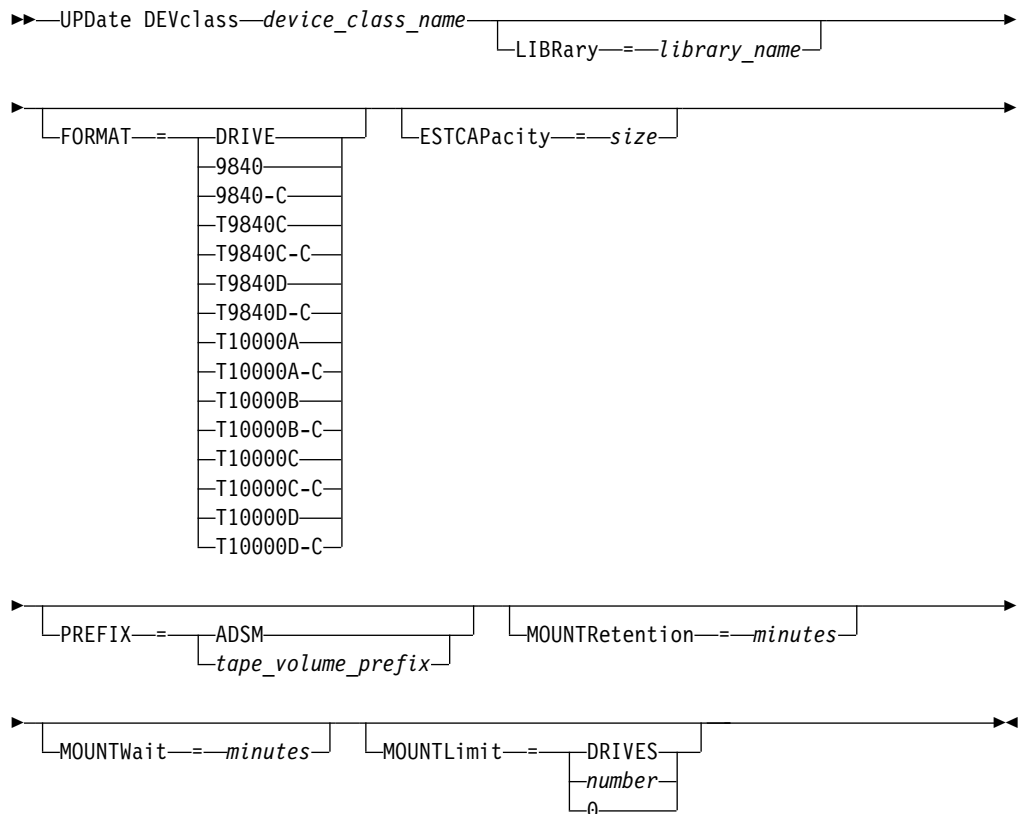 UPDate DEVclass device_class_name
LIBRary = library_name
FORMAT = DRIVE
9840
9840-C
T9840C
T9840C-C
T9840D
T9840D-C
T10000A
T10000A-C
T10000B
T10000B-C
T10000C
T10000C-C
T10000D
T10000D-C
ESTCAPacity = size
PREFIX = ADSM
tape_volume_prefix
MOUNTRetention = minutes
MOUNTWait = minutes
MOUNTLimit = DRIVES
number
0